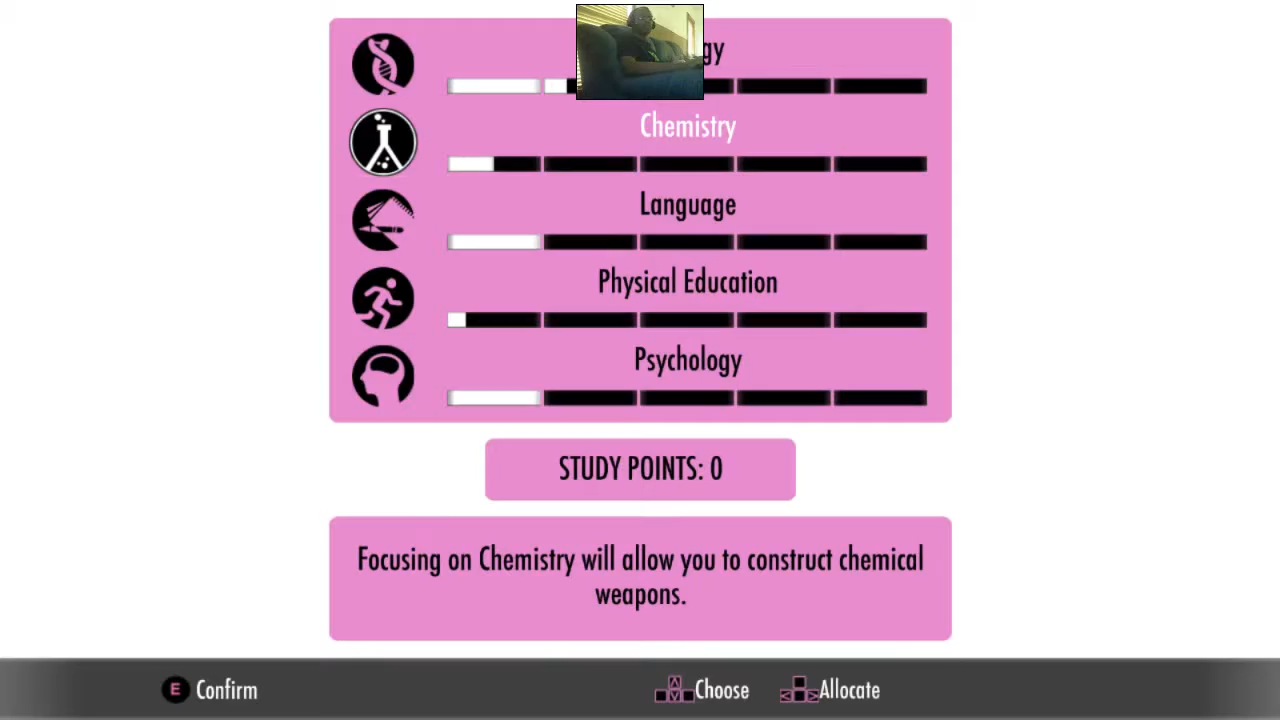 Chemistry
Language
Physical Education
Psychology
STUDY POINTS: 0
Focusing on Chemistry will allow you to construct chemical
weapons.
E Confirm
Choose
Allocate